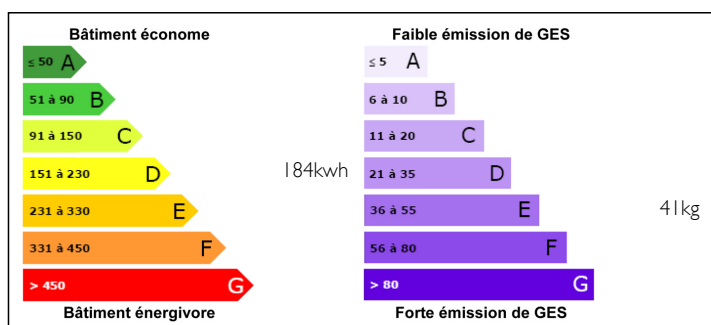 Bâtiment économe
≤ 50 A
51 à 90 B
91 à 150 C
151 à 230 D
184kwh
231 à 330 E
331 à 450 F
> 450 G
Bâtiment énergivore
Faible émission de GES
≤ 5 A
6 à 10 B
11 à 20 C
21 à 35 D
36 à 55 E
41kg
56 à 80 F
> 80 G
Forte émission de GES